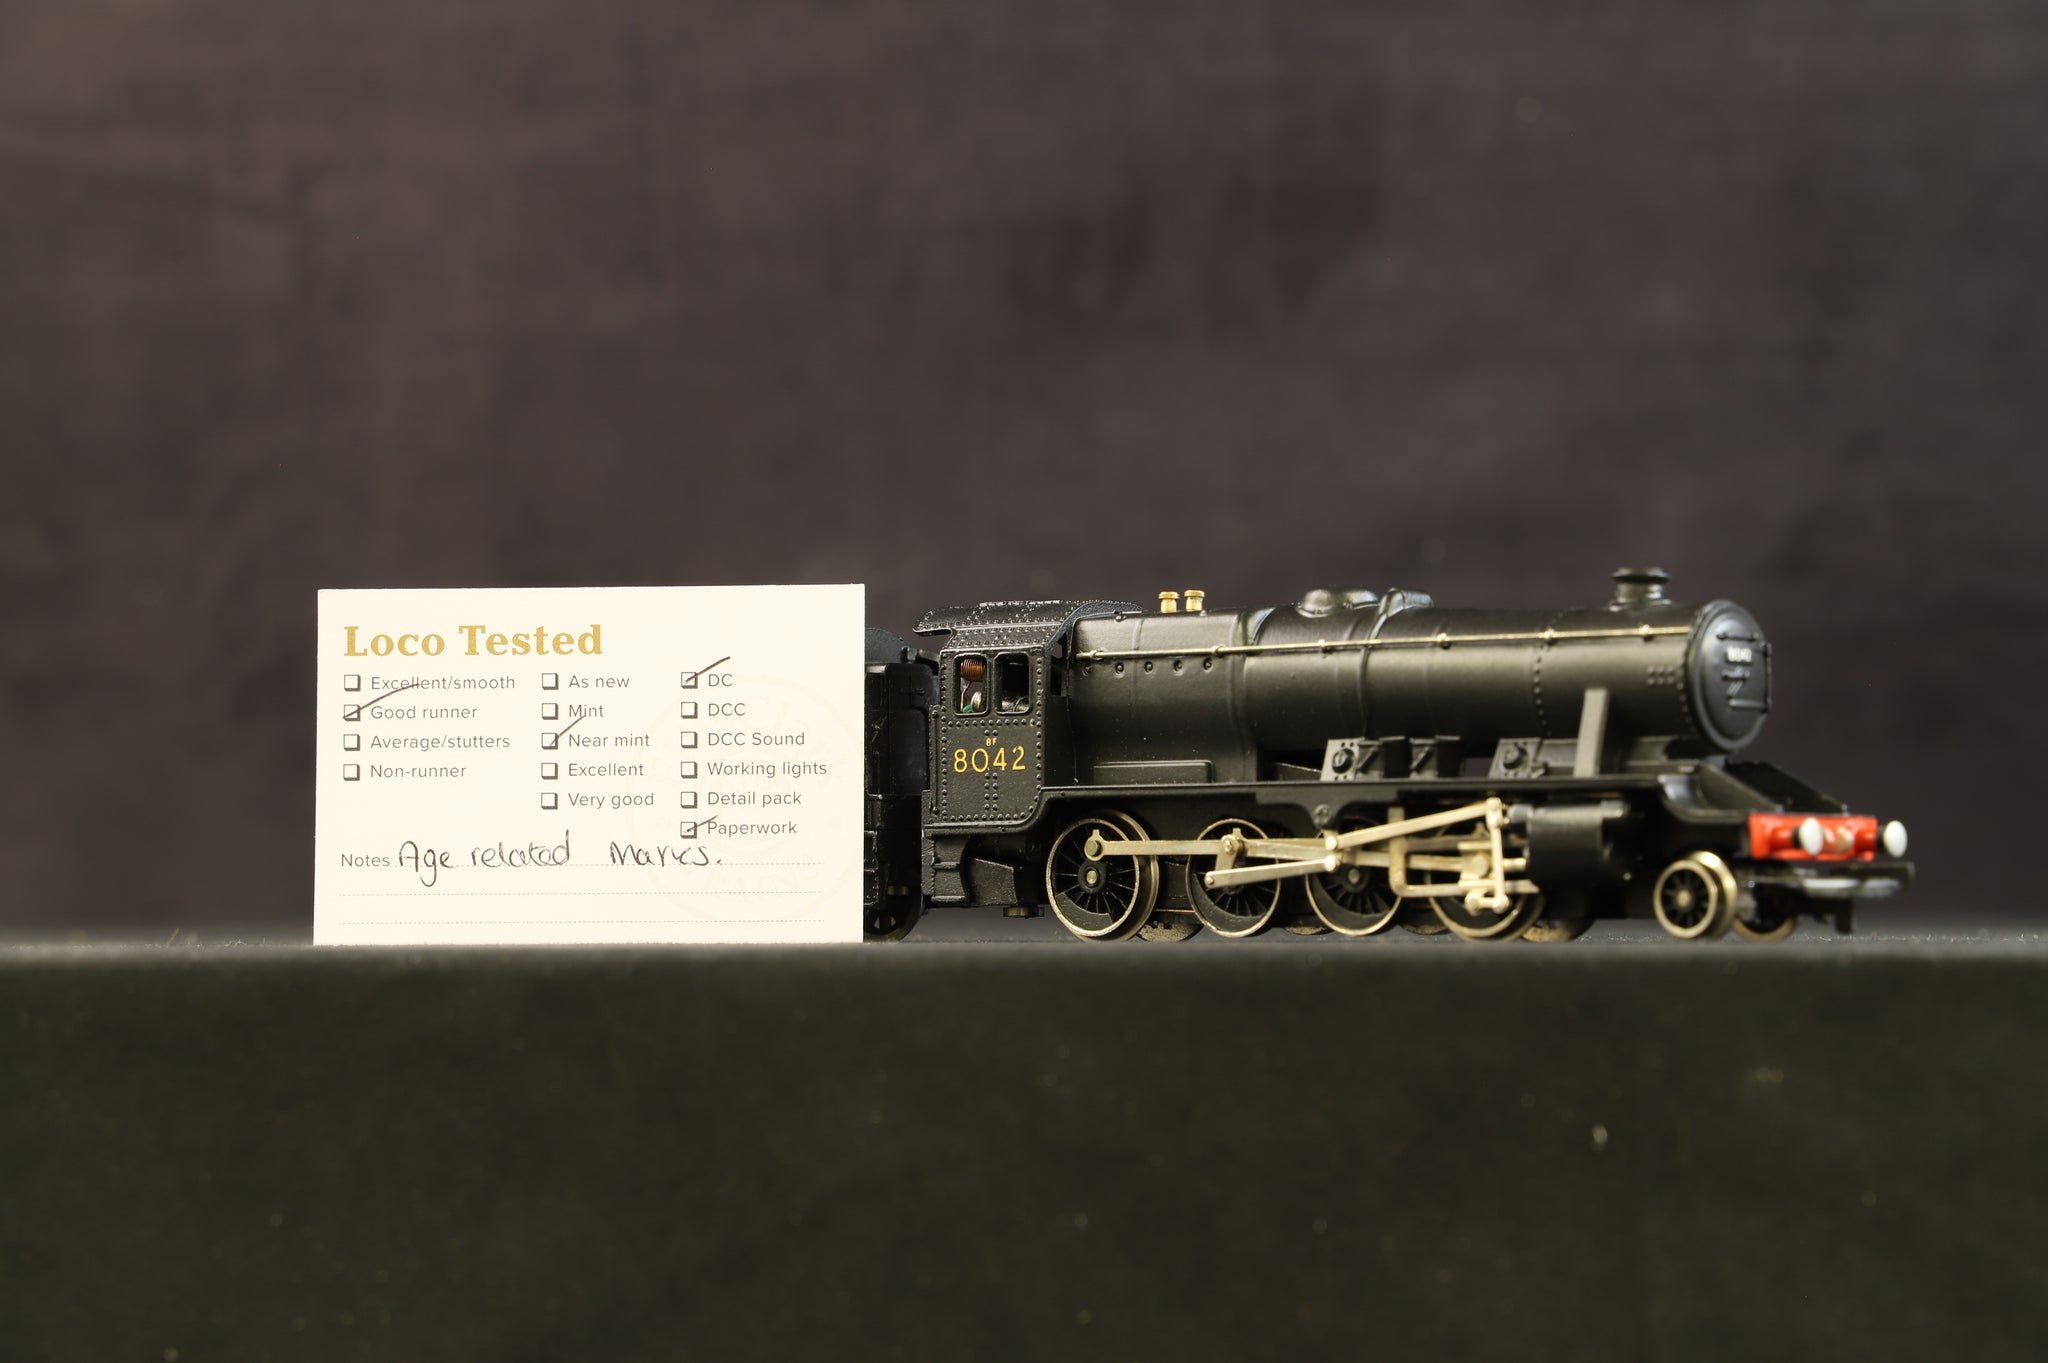 Loco Tested
Excellent/smooth
Good runner
Average/stutters
Non-runner
As new
Mint
Near mint
Excellent
Very good
DC
DCC
DCC Sound
Working lights
Detail pack
Paperwork
Notes Age related Marks.
8F
8042